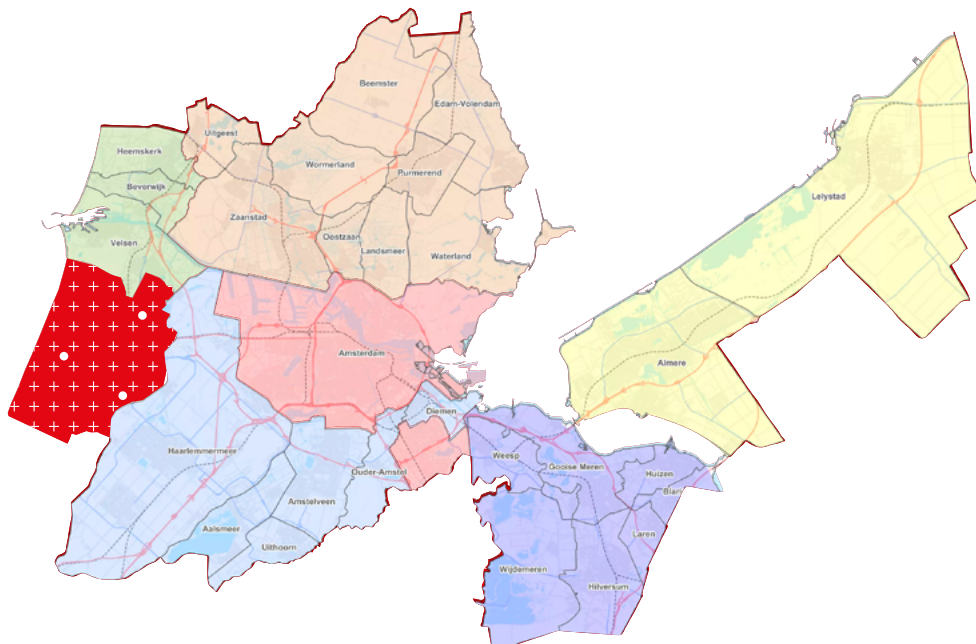 Beemster
Edam-Volendam
Uitgeest
Heemskerk
Wormerland
Purmerend
Beverwijk
Lelystad
Zaanstad
Oostzaan
Velsen
Landsmeer
Waterland
Amsterdam
Almere
Diemen
Haarlemmermeer
Weesp
Gooise Meren
Ouder-Amstel
Huizen
Blari
Amstelveen
Aalsmeer
Laren
Uithoorn
Wijdemeren
Hilversum